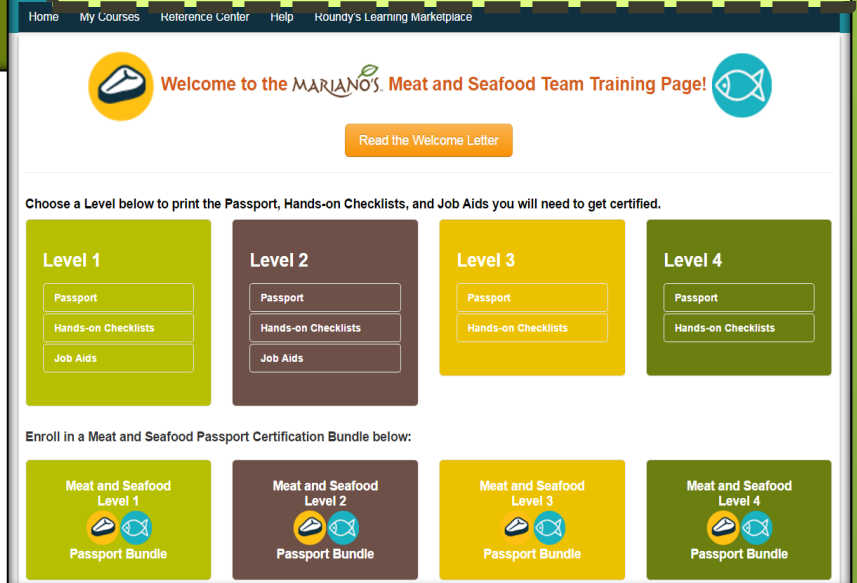 Home My Courses Reference Center Help Roundy's Learning Marketplace
Welcome to the MARIANO'S. Meat and Seafood Team Training Page!
Read the Welcome Letter
Choose a Level below to print the Passport, Hands-on Checklists, and Job Aids you will need to get certified.
Level 1
Passport
Hands-on Checklists
Job Aids
Level 2
Passport
Hands-on Checklists
Job Aids
Level 3
Passport
Hands-on Checklists
Level 4
Passport
Hands-on Checklists
Enroll in a Meat and Seafood Passport Certification Bundle below:
Meat and Seafood
Level 1
Passport Bundle
Meat and Seafood
Level 2
Passport Bundle
Meat and Seafood
Level 3
Passport Bundle
Meat and Seafood
Level 4
Passport Bundle